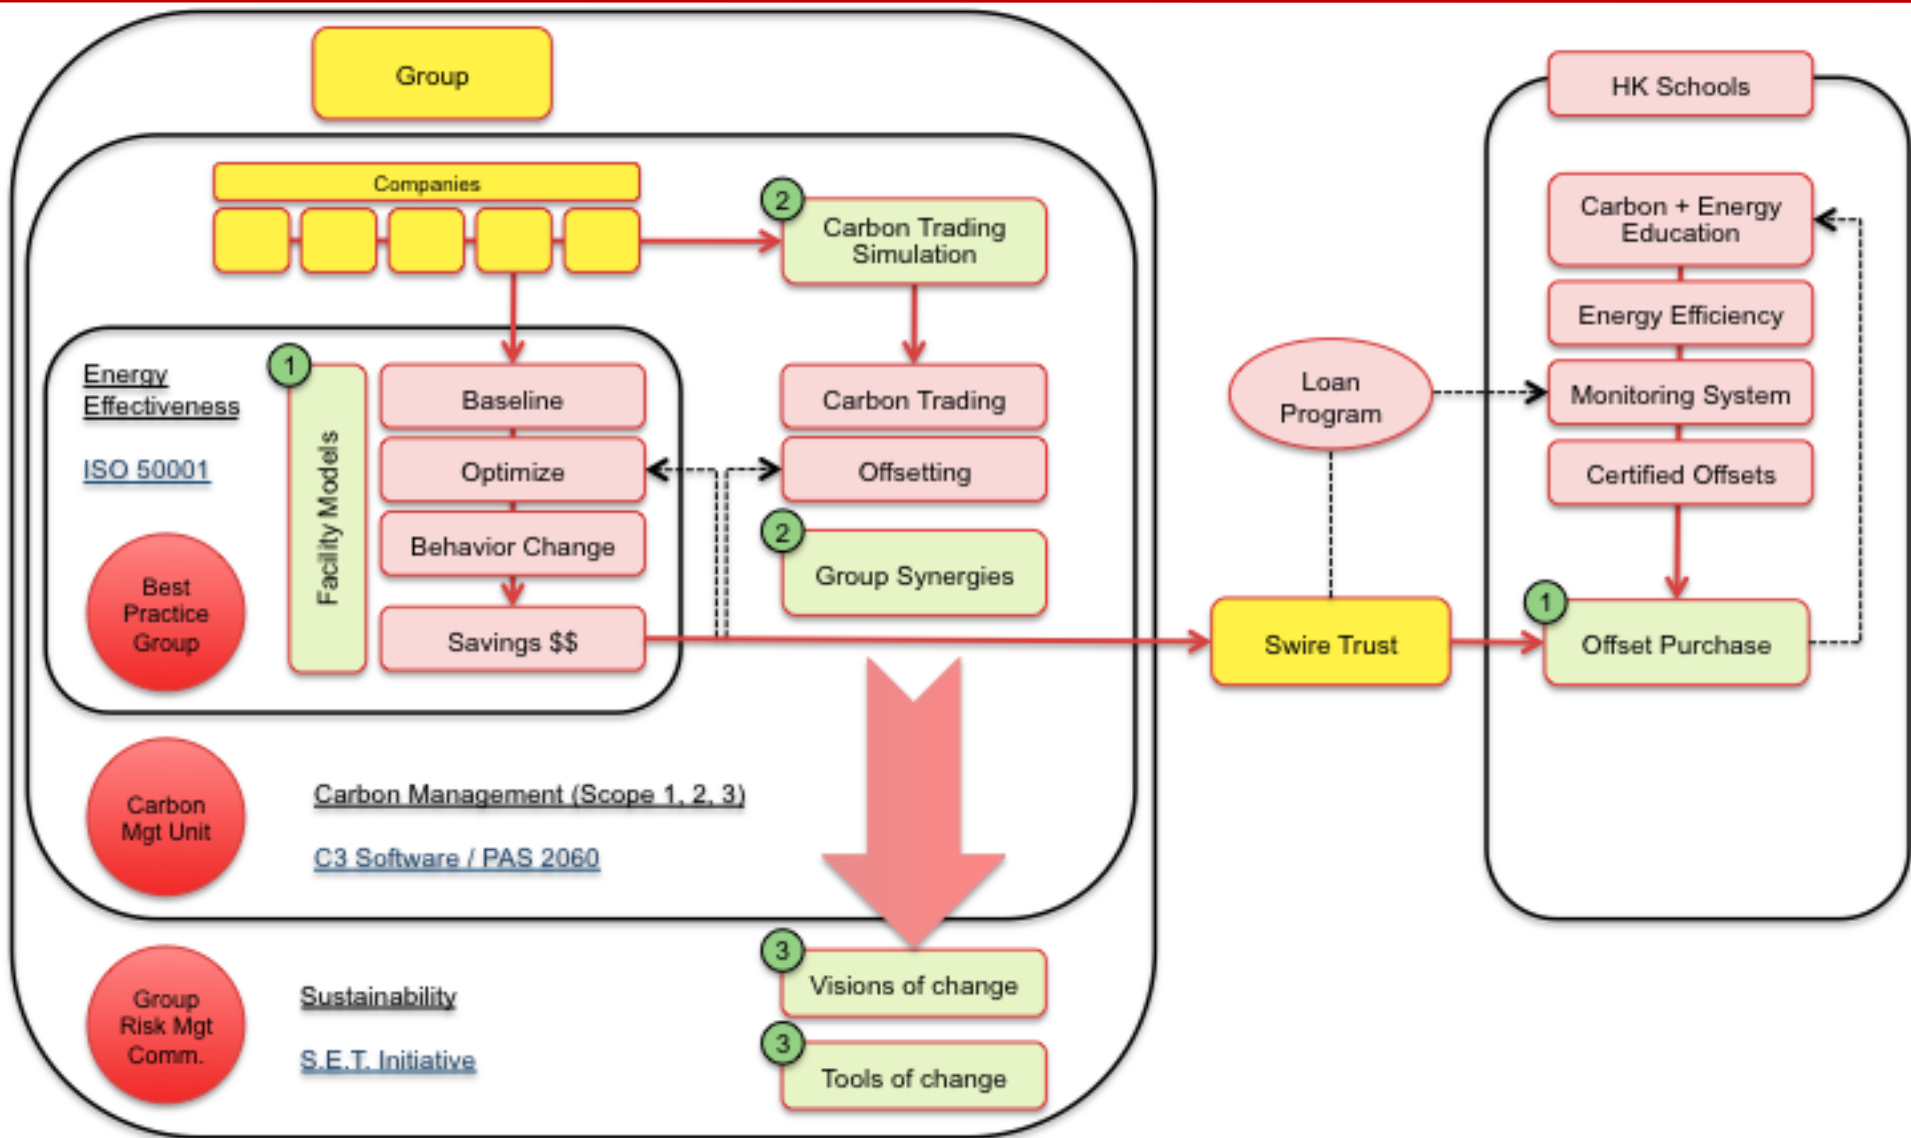 Group
Companies
2
Carbon Trading
Simulation
Energy
Effectiveness
ISO 50001
1
Facility Models
Baseline
Optimize
Behavior Change
Savings $$
Carbon Trading
Offsetting
2
Group Synergies
Best
Practice
Group
Carbon
Mgt Unit
Carbon Management (Scope 1, 2, 3)
C3 Software / PAS 2060
Group
Risk Mgt
Comm.
Sustainability
S.E.T. Initiative
3
Visions of change
3
Tools of change
Loan
Program
Swire Trust
HK Schools
Carbon + Energy
Education
Energy Efficiency
Monitoring System
Certified Offsets
1
Offset Purchase